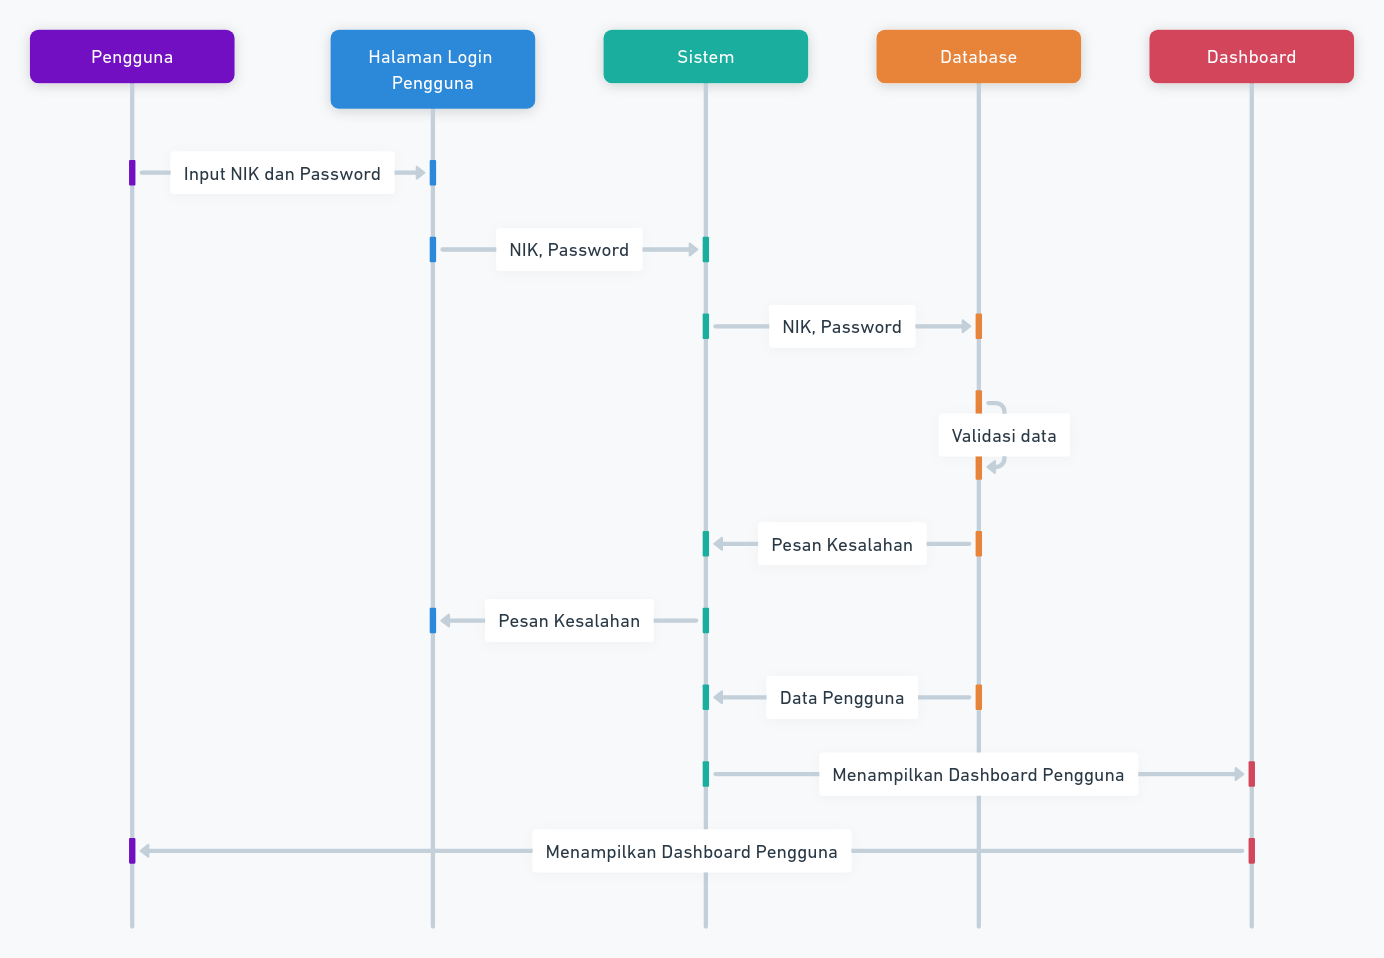 Pengguna
Halaman Login
Pengguna
Sistem
Database
Dashboard
Input NIK dan Password
NIK, Password
NIK, Password
Validasi data
Pesan Kesalahan
Pesan Kesalahan
Data Pengguna
Menampilkan Dashboard Pengguna
Menampilkan Dashboard Pengguna